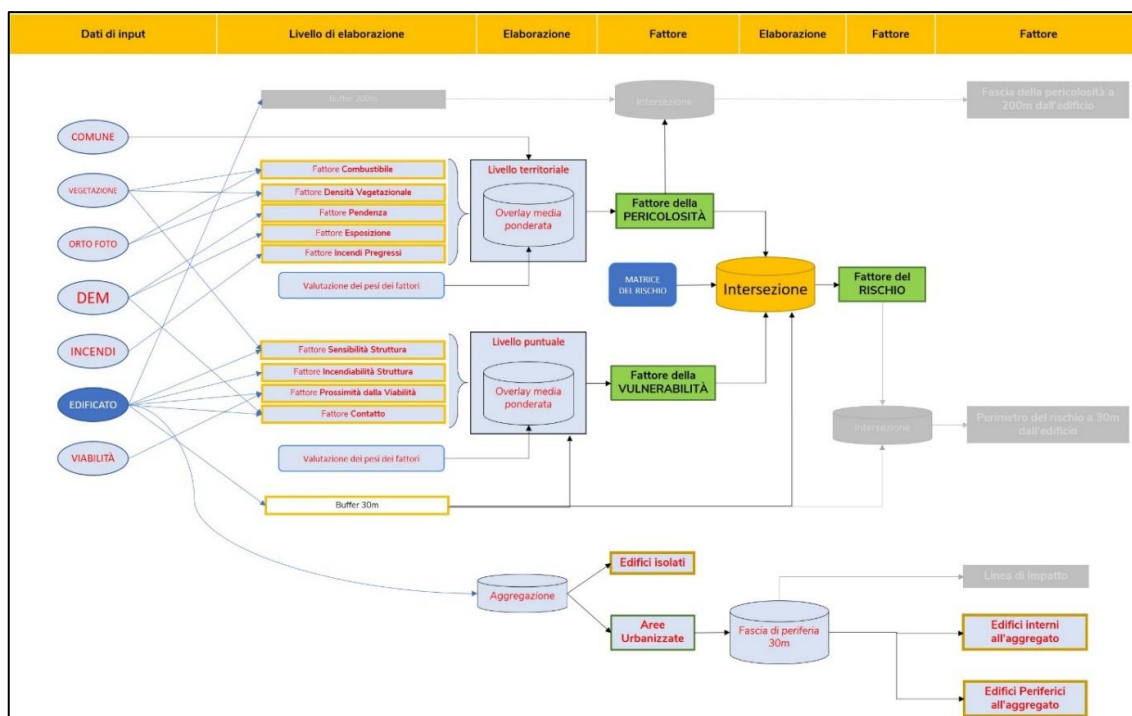 Dati di input
Livello di elaborazione
Elaborazione
Fattore
Elaborazione
Fattore
Fattore
Buffer 200m
Intersezione
Fascia della pericolosità a
200m dall'edificio
COMUNE
VEGETAZIONE
ORTO FOTO
DEM
INCENDI
EDIFICATO
VIABILITÀ
Fattore Combustibile
Fattore Densità Vegetazionale
Fattore Pendenza
Fattore Esposizione
Fattore Incendi Pregressi
Valutazione dei pesi dei fattori
Livello territoriale
Overlay media
ponderata
Fattore della
PERICOLOSITÀ
MATRICE
DEL RISCHIO
Intersezione
Fattore del
RISCHIO
Fattore Sensibilità Struttura
Fattore Incendiabilità Struttura
Fattore Prossimità dalla Viabilità
Fattore Contatto
Valutazione dei pesi dei fattori
Livello puntuale
Overlay media
ponderata
Fattore della
VULNERABILITÀ
Intersezione
Perimetro del rischio a 30m
dall'edificio
Buffer 30m
Aggregazione
Edifici isolati
Aree
Urbanizzate
Fascia di periferia
30m
Linea di impatto
Edifici interni
all'aggregato
Edifici Periferici
all'aggregato